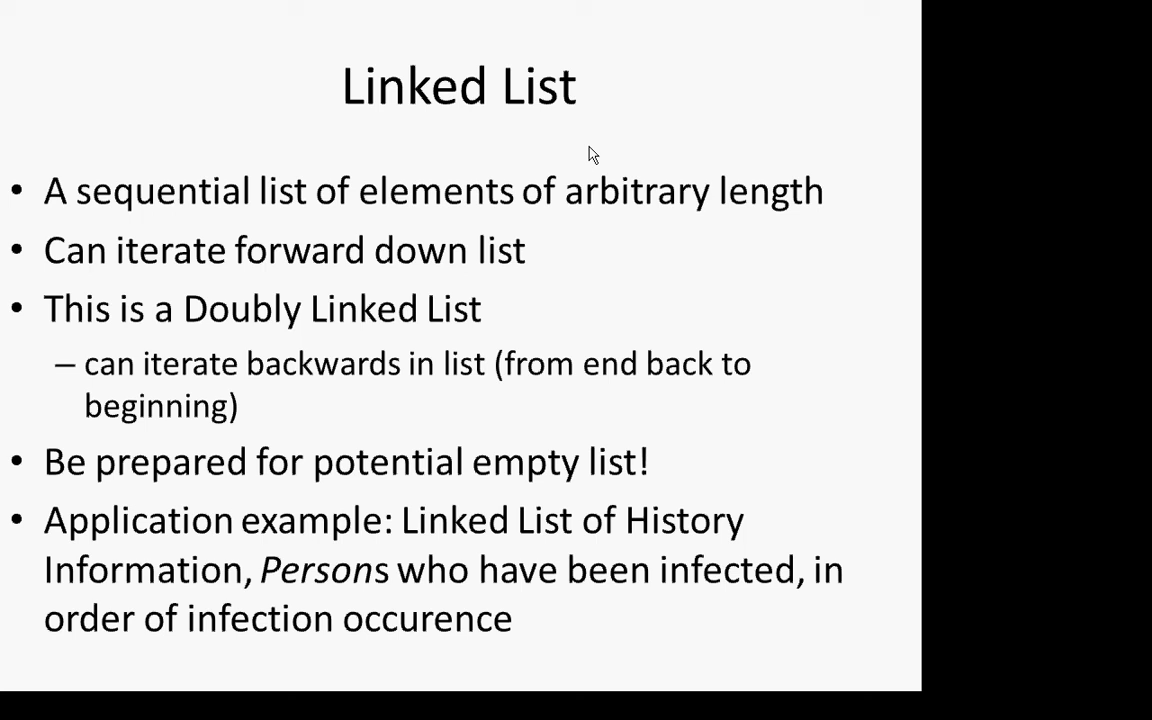 Linked List
• A sequential list of elements of arbitrary length
• Can iterate forward down list
• This is a Doubly Linked List
– can iterate backwards in list (from end back to
beginning)
• Be prepared for potential empty list!
• Application example: Linked List of History
Information, Persons who have been infected, in
order of infection occurence